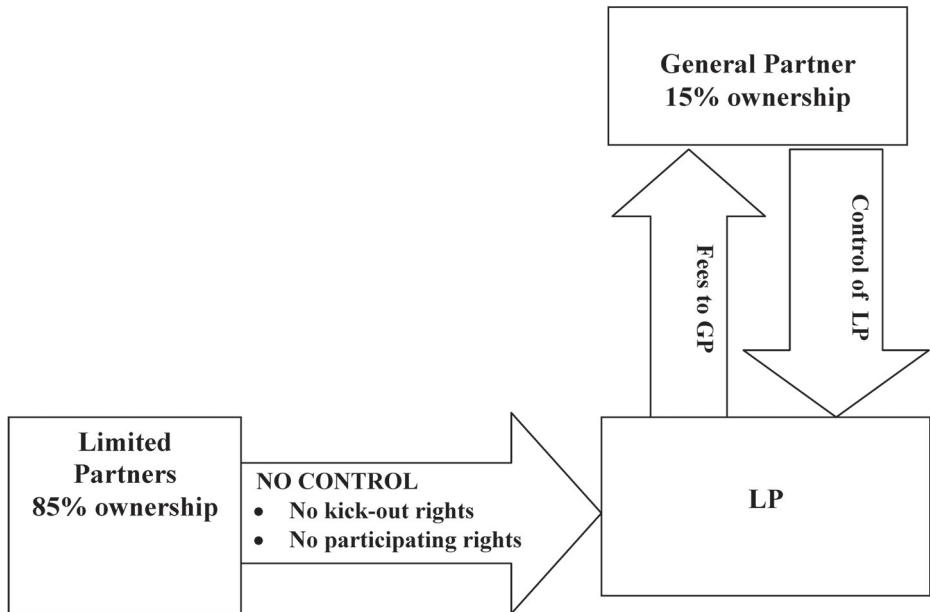 General Partner
15% ownership
Fees to GP
Control of LP
Limited
Partners
85% ownership
NO CONTROL
• No kick-out rights
• No participating rights
LP